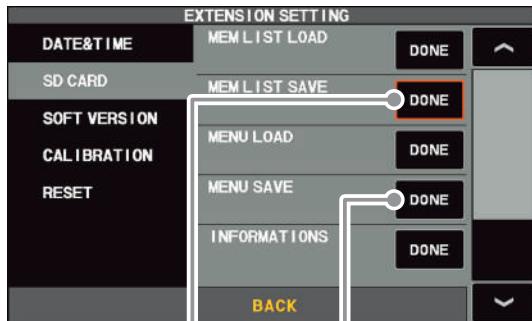 EXTENSION SETTING
DATE&TIME
SD CARD
SOFT VERSION
CALIBRATION
RESET
MEM LIST LOAD
DONE
MEM LIST SAVE
DONE
MENU LOAD
DONE
MENU SAVE
DONE
INFORMATIONS
DONE
BACK